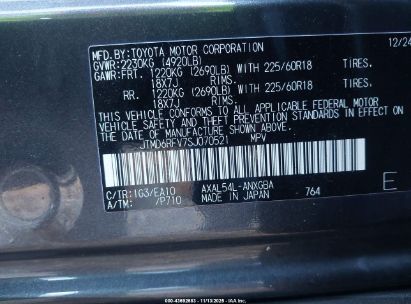 MFD. BY: TOYOTA MOTOR CORPORATION 12/24
GVWR: 2230KG (4920LB)
GAWR: FRT. 1220KG (2690LB) WITH 225/60R18 TIRES.
18X7J RIMS.
RR. 1220KG (2690LB) WITH 225/60R18 TIRES.
18X7J RIMS.
THIS VEHICLE CONFORMS TO ALL APPLICABLE
FEDERAL MOTOR VEHICLE SAFETY AND THEFT
PREVENTION STANDARDS IN EFFECT ON THE DATE
OF MANUFACTURE SHOWN ABOVE.
JTMD6RFV7SJ070521 MPV
C/TR: 1G3/EA10 AXAL54L-ANXGBA
A/TM: /P710 MADE IN JAPAN 764
E